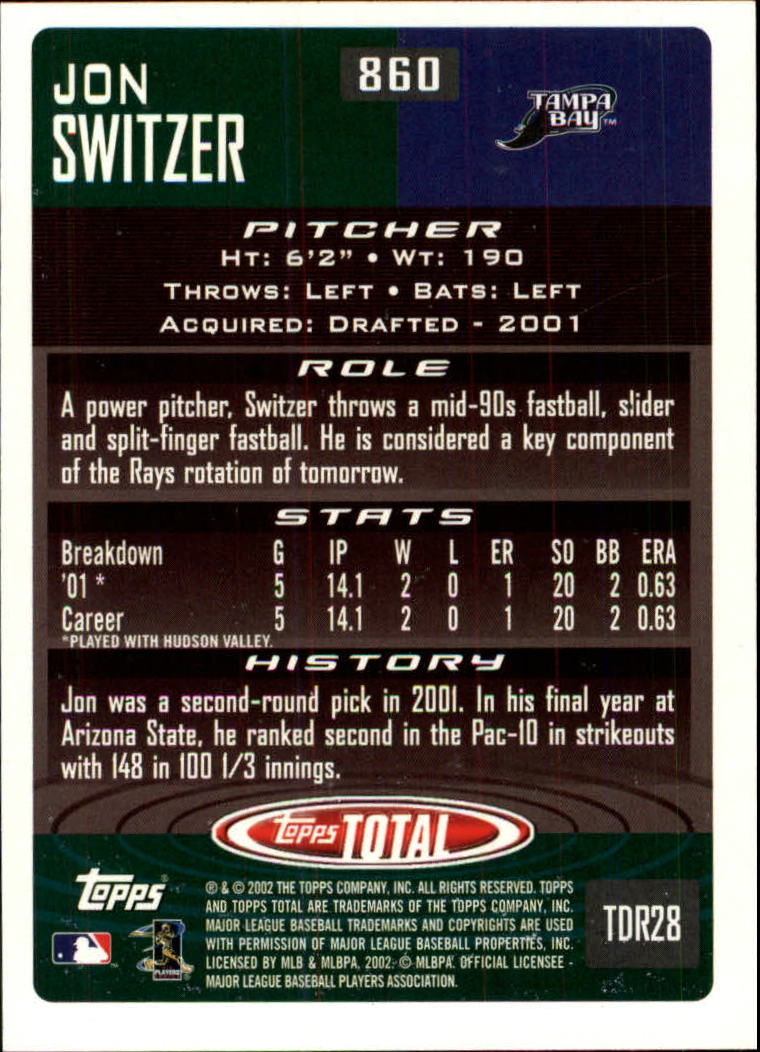 JON
SWITZER
860
TAMPA
BAY™
PITCHER
HT: 6'2" • WT: 190
THROWS: LEFT • BATS: LEFT
ACQUIRED: DRAFTED - 2001
ROLE
A power pitcher, Switzer throws a mid-90s fastball, slider
and split-finger fastball. He is considered a key component
of the Rays rotation of tomorrow.
STATS
Breakdown G IP W L ER SO BB ERA
'01 * 5 14.1 2 0 1 20 2 0.63
Career 5 14.1 2 0 1 20 2 0.63
*PLAYED WITH HUDSON VALLEY.
HISTORY
Jon was a second-round pick in 2001. In his final year at
Arizona State, he ranked second in the Pac-10 in strikeouts
with 148 in 100 1/3 innings.
topps TOTAL
topps®
® & © 2002 THE TOPPS COMPANY, INC. ALL RIGHTS RESERVED. TOPPS
AND TOPPS TOTAL ARE TRADEMARKS OF THE TOPPS COMPANY, INC.
MAJOR LEAGUE BASEBALL TRADEMARKS AND COPYRIGHTS ARE USED
WITH PERMISSION OF MAJOR LEAGUE BASEBALL PROPERTIES, INC.
LICENSED BY MLB & MLBPA, 2002. © MLBPA. OFFICIAL LICENSEE -
MAJOR LEAGUE BASEBALL PLAYERS ASSOCIATION.
PLAYERS
TDR28